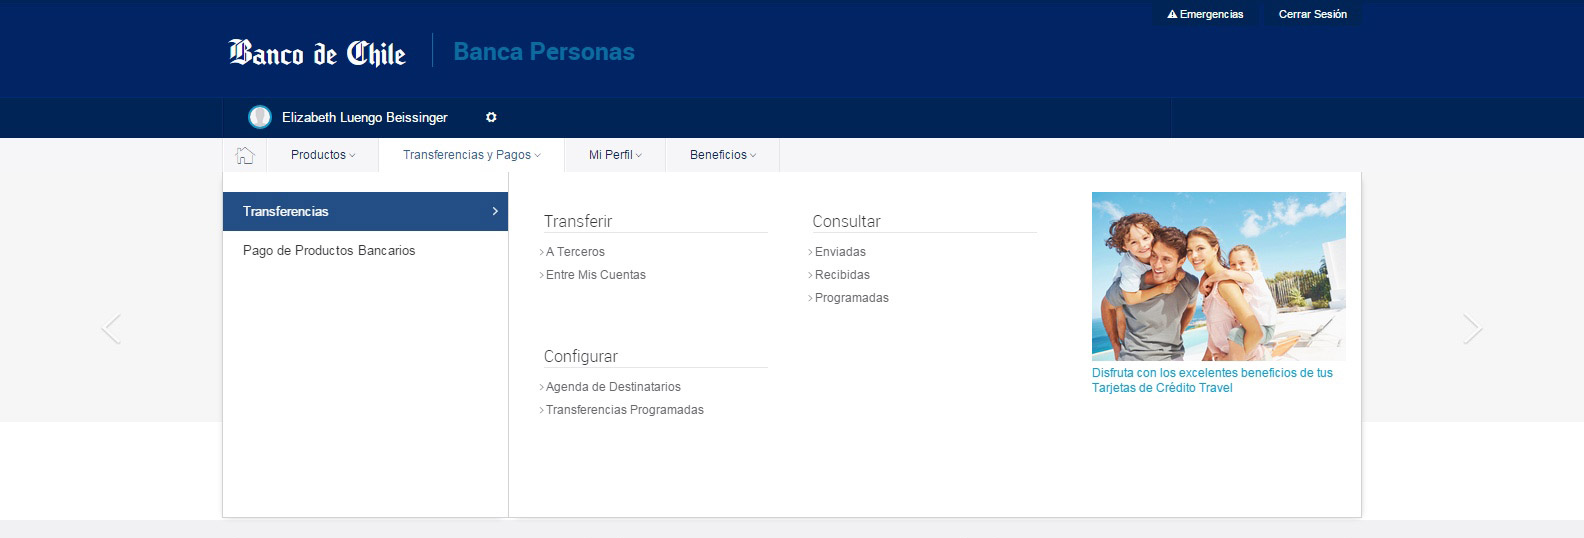 Emergencias
Cerrar Sesión
Banco de Chile
Banca Personas
Elizabeth Luengo Beissinger
Productos
Transferencias y Pagos
Mi Perfil
Beneficios
Transferencias
Pago de Productos Bancarios
Transferir
A Terceros
Entre Mis Cuentas
Configurar
Agenda de Destinatarios
Transferencias Programadas
Consultar
Enviadas
Recibidas
Programadas
Disfruta con los excelentes beneficios de tus
Tarjetas de Crédito Travel